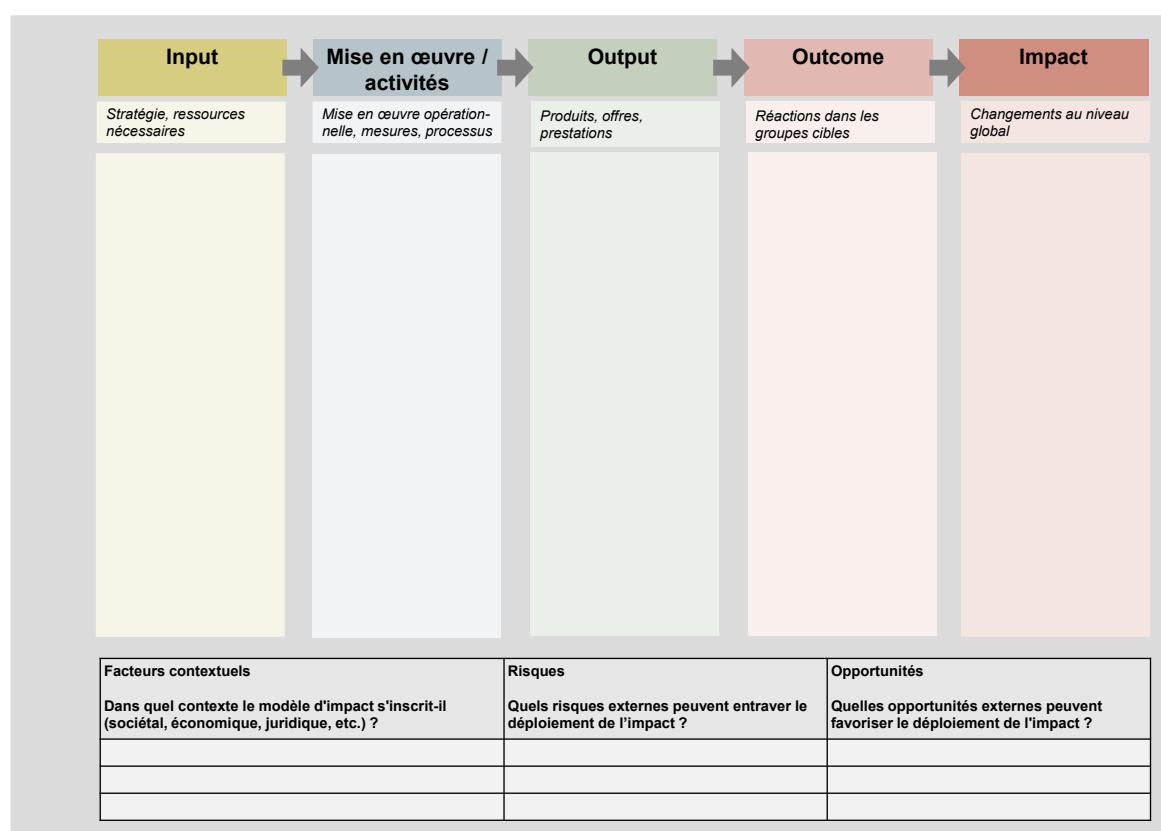 Input
Mise en œuvre /
activités
Output
Outcome
Impact
Stratégie, ressources
nécessaires
Mise en œuvre opération-
nelle, mesures, processus
Produits, offres,
prestations
Réactions dans les
groupes cibles
Changements au niveau
global
Facteurs contextuels
Dans quel contexte le modèle d'impact s'inscrit-il
(sociétal, économique, juridique, etc.) ?
Risques
Quels risques externes peuvent entraver le
déploiement de l’impact ?
Opportunités
Quelles opportunités externes peuvent
favoriser le déploiement de l'impact ?